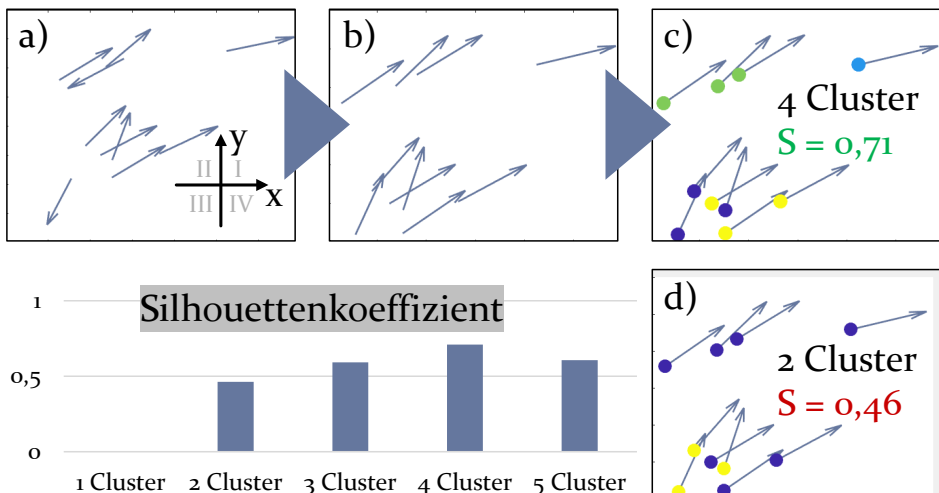 a)
b)
c)
y
II I
x
III IV
4 Cluster
S = 0,71
Silhouettenkoeffizient
1
0,5
0
1 Cluster 2 Cluster 3 Cluster 4 Cluster 5 Cluster
d)
2 Cluster
S = 0,46